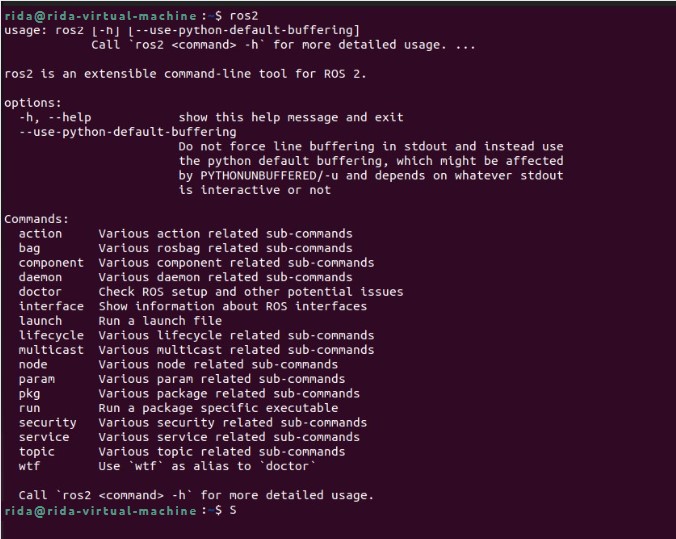 rida@rida-virtual-machine:~$ ros2
usage: ros2 [-h] [--use-python-default-buffering]
            Call `ros2 <command> -h` for more detailed usage. ...

ros2 is an extensible command-line tool for ROS 2.

options:
  -h, --help            show this help message and exit
  --use-python-default-buffering
                        Do not force line buffering in stdout and instead use
                        the python default buffering, which might be affected
                        by PYTHONUNBUFFERED/-u and depends on whatever stdout
                        is interactive or not

Commands:
  action     Various action related sub-commands
  bag        Various rosbag related sub-commands
  component  Various component related sub-commands
  daemon     Various daemon related sub-commands
  doctor     Check ROS setup and other potential issues
  interface  Show information about ROS interfaces
  launch     Run a launch file
  lifecycle  Various lifecycle related sub-commands
  multicast  Various multicast related sub-commands
  node       Various node related sub-commands
  param      Various param related sub-commands
  pkg        Various package related sub-commands
  run        Run a package specific executable
  security   Various security related sub-commands
  service    Various service related sub-commands
  topic      Various topic related sub-commands
  wtf        Use `wtf` as alias to `doctor`

  Call `ros2 <command> -h` for more detailed usage.
rida@rida-virtual-machine:~$ S